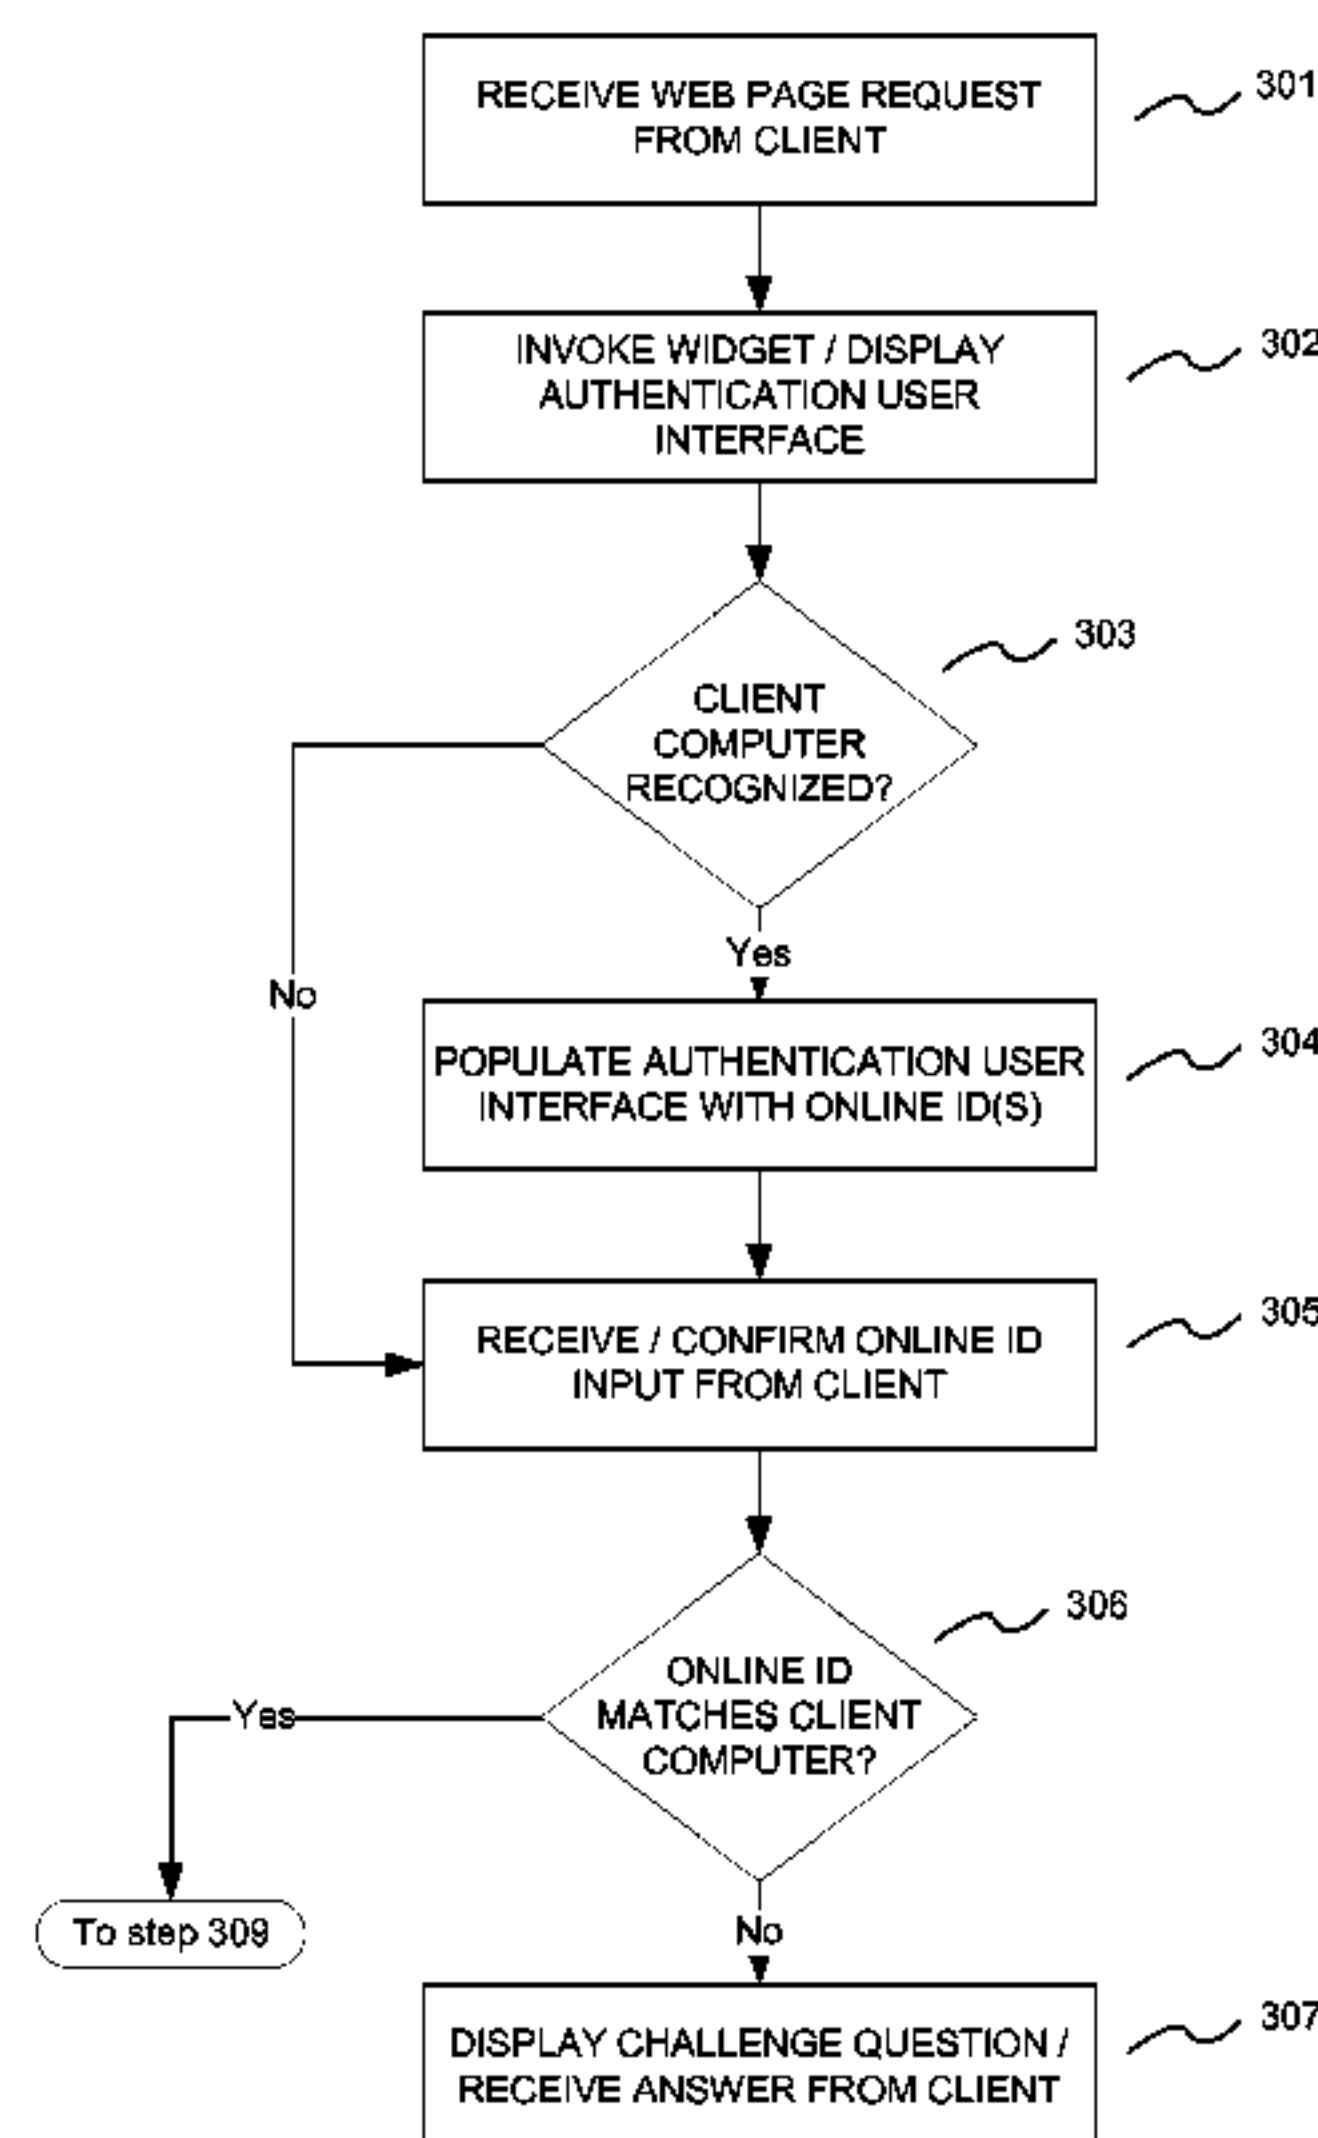 RECEIVE WEB PAGE REQUEST
FROM CLIENT
301
INVOKE WIDGET / DISPLAY
AUTHENTICATION USER
INTERFACE
302
303
CLIENT
COMPUTER
RECOGNIZED?
Yes
No
304
POPULATE AUTHENTICATION USER
INTERFACE WITH ONLINE ID(S)
305
RECEIVE / CONFIRM ONLINE ID
INPUT FROM CLIENT
306
ONLINE ID
MATCHES CLIENT
COMPUTER?
Yes
To step 309
No
307
DISPLAY CHALLENGE QUESTION /
RECEIVE ANSWER FROM CLIENT